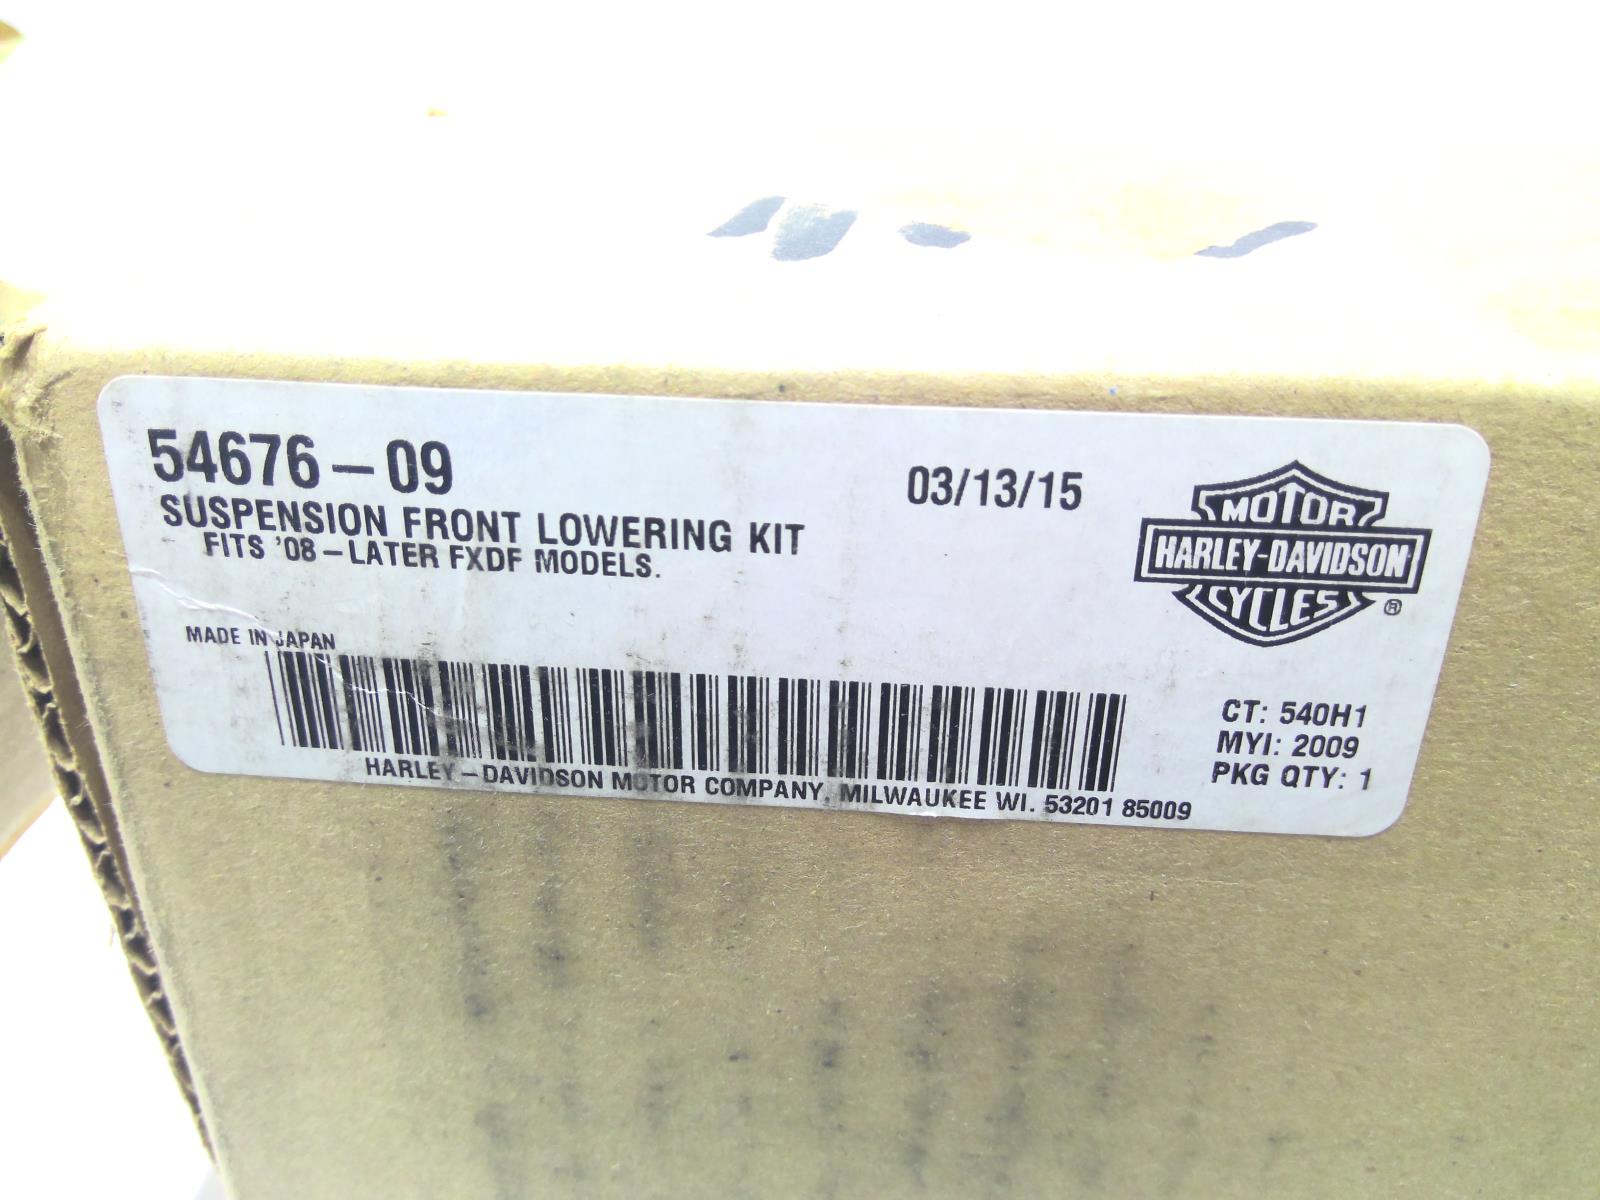 54676-09
SUSPENSION FRONT LOWERING KIT
FITS '08-LATER FXDF MODELS.
03/13/15
MOTOR
HARLEY-DAVIDSON
CYCLES
®
MADE IN JAPAN
CT: 540H1
MYI: 2009
PKG QTY: 1
HARLEY-DAVIDSON MOTOR COMPANY, MILWAUKEE WI. 53201 85009